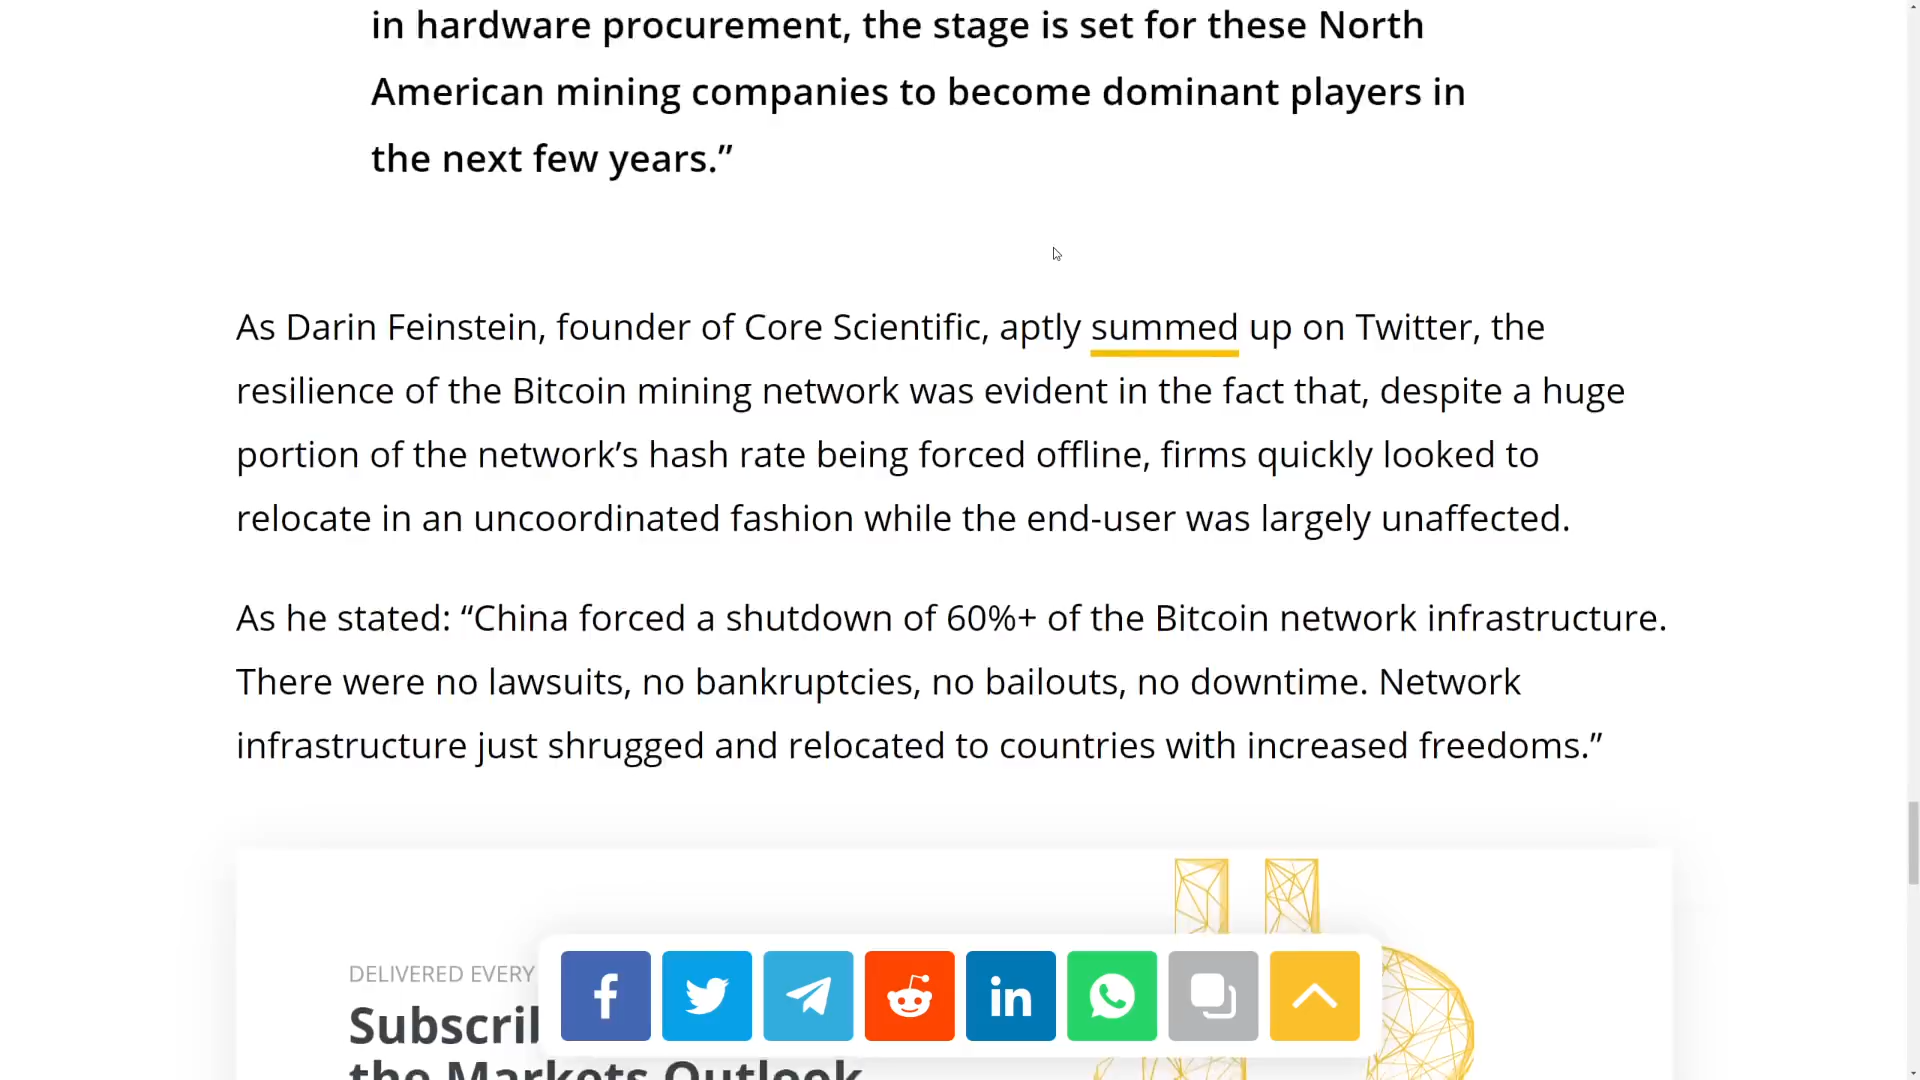 in hardware procurement, the stage is set for these North
American mining companies to become dominant players in
the next few years.”
As Darin Feinstein, founder of Core Scientific, aptly summed up on Twitter, the
resilience of the Bitcoin mining network was evident in the fact that, despite a huge
portion of the network’s hash rate being forced offline, firms quickly looked to
relocate in an uncoordinated fashion while the end-user was largely unaffected.
As he stated: “China forced a shutdown of 60%+ of the Bitcoin network infrastructure.
There were no lawsuits, no bankruptcies, no bailouts, no downtime. Network
infrastructure just shrugged and relocated to countries with increased freedoms.”
DELIVERED EVERY
the Markets Outlook